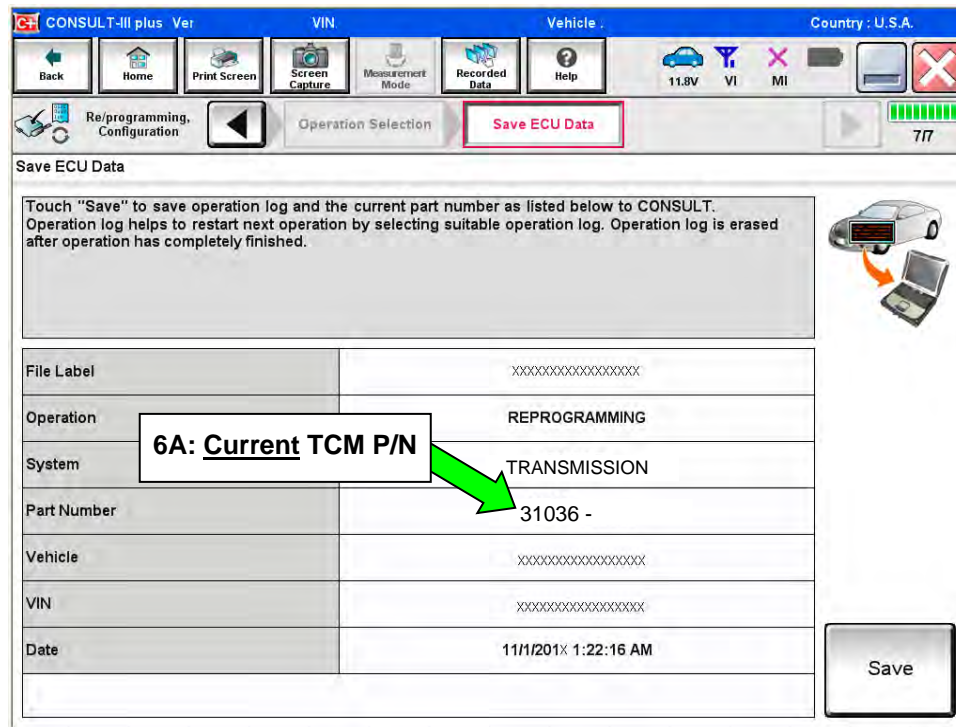 C+ CONSULT-III plus Ver VIN Vehicle . Country : U.S.A.
Back Home Print Screen Screen Capture Measurement Mode Recorded Data Help 11.8V VI MI
Re/programming, Configuration Operation Selection Save ECU Data 7/7
Save ECU Data
Touch "Save" to save operation log and the current part number as listed below to CONSULT.
Operation log helps to restart next operation by selecting suitable operation log. Operation log is erased
after operation has completely finished.
File Label XXXXXXXXXXXXXXXXX
Operation REPROGRAMMING
6A: Current TCM P/N
System TRANSMISSION
Part Number 31036 -
Vehicle XXXXXXXXXXXXXXXXX
VIN XXXXXXXXXXXXXXXXX
Date 11/1/201X 1:22:16 AM
Save